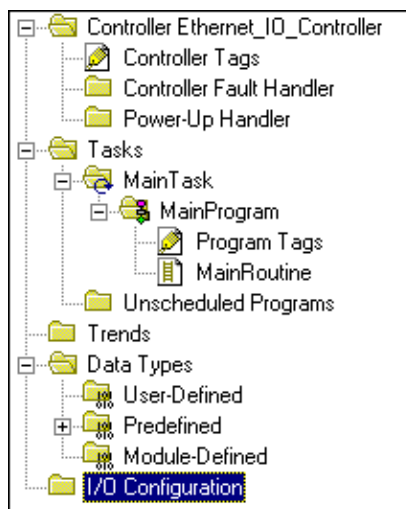 Controller Ethernet_IO_Controller
Controller Tags
Controller Fault Handler
Power-Up Handler
Tasks
MainTask
MainProgram
Program Tags
MainRoutine
Unscheduled Programs
Trends
Data Types
User-Defined
Predefined
Module-Defined
I/O Configuration